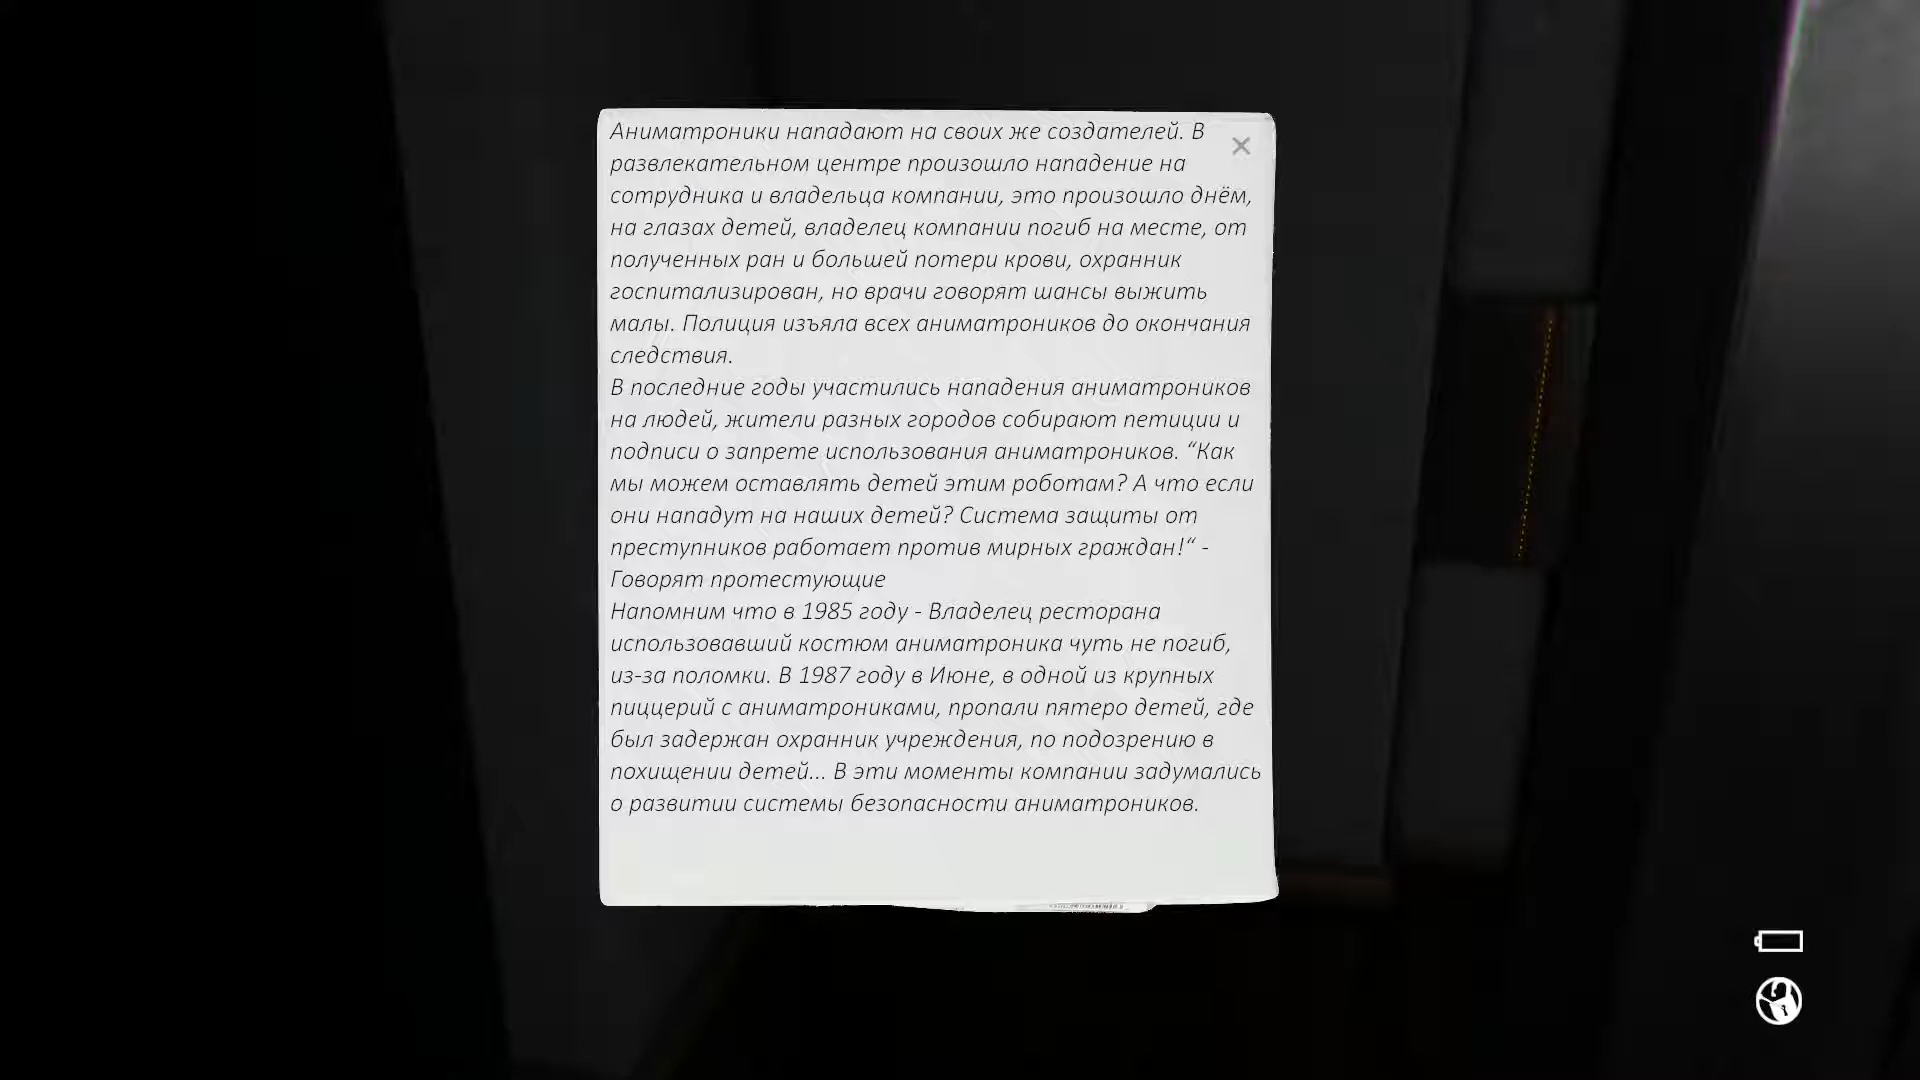 Аниматроники нападают на своих же создателей. В
развлекательном центре произошло нападение на
сотрудника и владельца компании, это произошло днём,
на глазах детей, владелец компании погиб на месте, от
полученных ран и большей потери крови, охранник
госпитализирован, но врачи говорят шансы выжить
малы. Полиция изъяла всех аниматроников до окончания
следствия.
В последние годы участились нападения аниматроников
на людей, жители разных городов собирают петиции и
подписи о запрете использования аниматроников. “Как
мы можем оставлять детей этим роботам? А что если
они нападут на наших детей? Система защиты от
преступников работает против мирных граждан!“ -
Говорят протестующие
Напомним что в 1985 году - Владелец ресторана
использовавший костюм аниматроника чуть не погиб,
из-за поломки. В 1987 году в Июне, в одной из крупных
пиццерий с аниматрониками, пропали пятеро детей, где
был задержан охранник учреждения, по подозрению в
похищении детей... В эти моменты компании задумались
о развитии системы безопасности аниматроников.